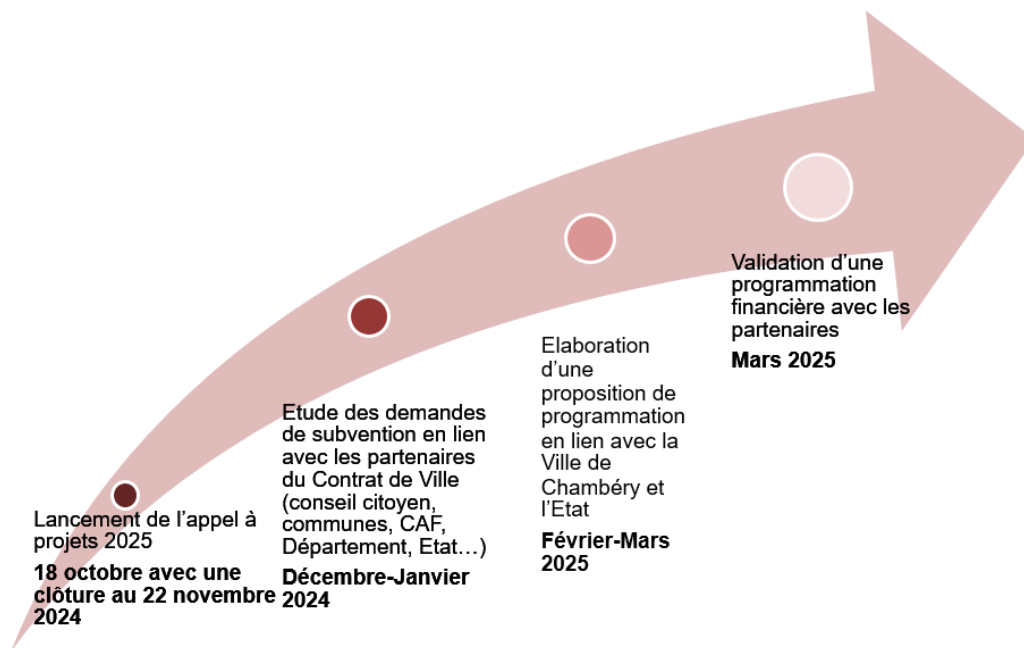 Lancement de l’appel à
projets 2025
18 octobre avec une
clôture au 22 novembre
2024
Etude des demandes
de subvention en lien
avec les partenaires
du Contrat de Ville
(conseil citoyen,
communes, CAF,
Département, Etat…)
Décembre-Janvier
2024
Elaboration
d’une
proposition de
programmation
en lien avec la
Ville de
Chambéry et
l’Etat
Février-Mars
2025
Validation d’une
programmation
financière avec les
partenaires
Mars 2025